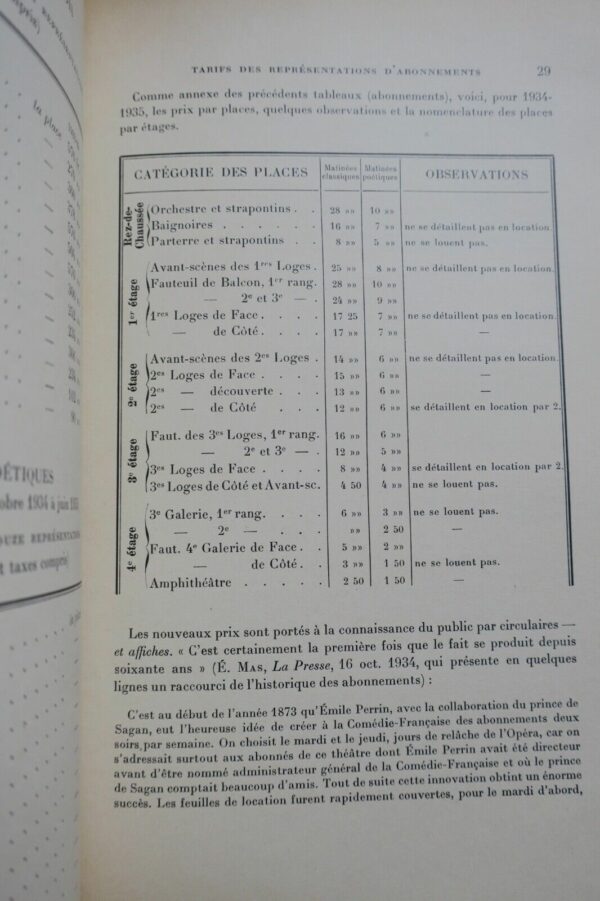 TARIFS DES REPRÉSENTATIONS D'ABONNEMENTS 29
Comme annexe des précédents tableaux (abonnements), voici, pour 1934-
1935, les prix par places, quelques observations et la nomenclature des places
par étages.
CATÉGORIE DES PLACES Matinées classiques Matinées poétiques OBSERVATIONS
Rez-de-Chaussée
Orchestre et strapontins . . 28 »» 10 »»
Baignoires . . . . . 16 »» 7 »» ne se détaillent pas en location.
Parterre et strapontins . . 8 »» 5 »» ne se louent pas.
1er étage
Avant-scènes des 1res Loges . 25 »» 8 »» ne se détaillent pas en location.
Fauteuil de Balcon, 1er rang. 28 »» 10 »»
— 2e et 3e — . 24 »» 9 »»
1res Loges de Face . . . . 17 25 7 »» ne se détaillent pas en location.
— de Côté. . . . 17 »» 7 »» —
2e étage
Avant-scènes des 2es Loges . 14 »» 6 »» ne se détaillent pas en location.
2es Loges de Face . . . . 15 »» 6 »» —
2es — découverte . . . 13 »» 6 »» —
2es — de Côté . . . . 12 »» 6 »» se détaillent en location par 2.
3e étage
Faut. des 3es Loges, 1er rang. 16 »» 6 »»
— 2e et 3e — . 12 »» 5 »»
3es Loges de Face . . . . 8 »» 4 »» se détaillent en location par 2.
3es Loges de Côté et Avant-sc. 4 50 4 »» ne se louent pas.
4e étage
3e Galerie, 1er rang. . . . 6 »» 3 »» ne se louent pas.
— 2e — . . . »» 2 50 —
Faut. 4e Galerie de Face. . 5 »» 2 »»
— de Côté. . 3 »» 1 50 ne se louent pas.
Amphithéâtre . . . . . 2 50 1 50 —
Les nouveaux prix sont portés à la connaissance du public par circulaires —
et affiches. « C'est certainement la première fois que le fait se produit depuis
soixante ans » (É. MAS, La Presse, 16 oct. 1934, qui présente en quelques
lignes un raccourci de l'historique des abonnements) :
C'est au début de l'année 1873 qu'Émile Perrin, avec la collaboration du prince de
Sagan, eut l'heureuse idée de créer à la Comédie-Française des abonnements deux
soirs par semaine. On choisit le mardi et le jeudi, jours de relâche de l'Opéra, car on
s'adressait surtout aux abonnés de ce théâtre dont Émile Perrin avait été directeur
avant d'être nommé administrateur général de la Comédie-Française et où le prince
de Sagan comptait beaucoup d'amis. Tout de suite cette innovation obtint un énorme
succès. Les feuilles de location furent rapidement couvertes, pour le mardi d'abord,
la place
ÉTIQUES
obre 1934 à juin
OUZE REPRÉSENTATION
t taxes compris)